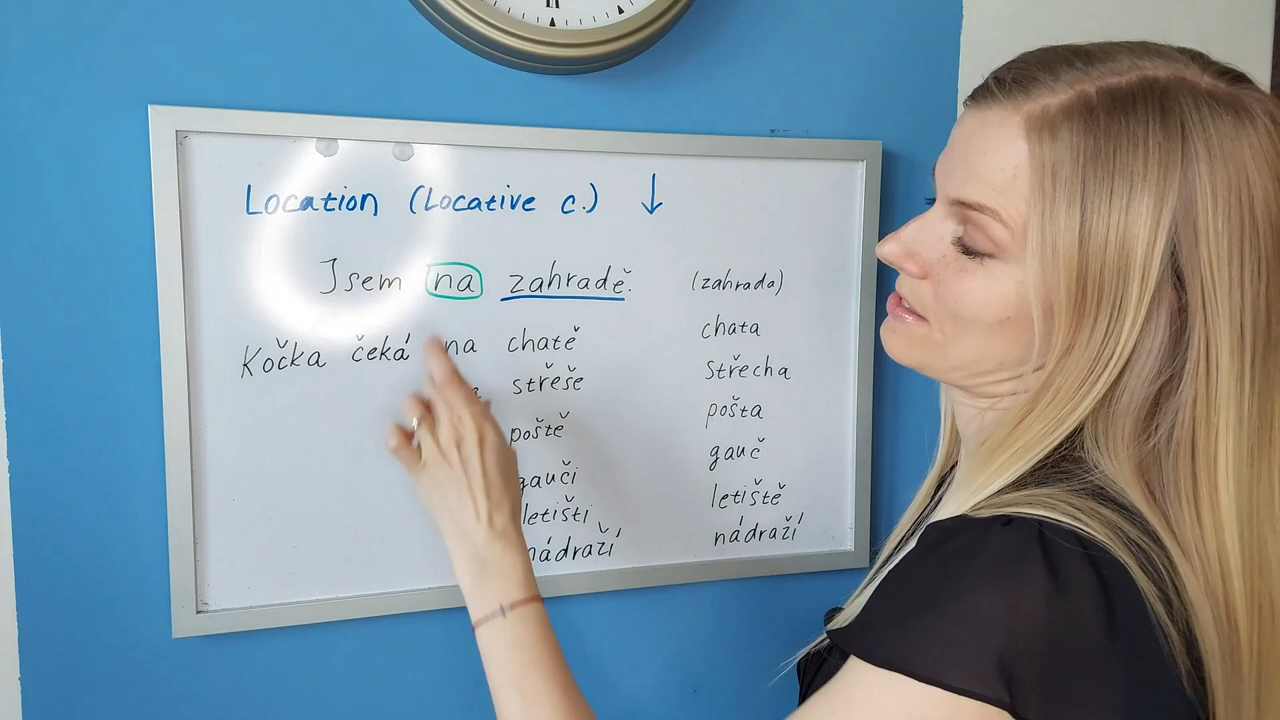 Location (Locative c.) ↓
Jsem na zahradě. (zahrada)
Kočka čeká na chatě chata
střeše střecha
poště pošta
gauči gauč
letišti letiště
nádraží nádraží